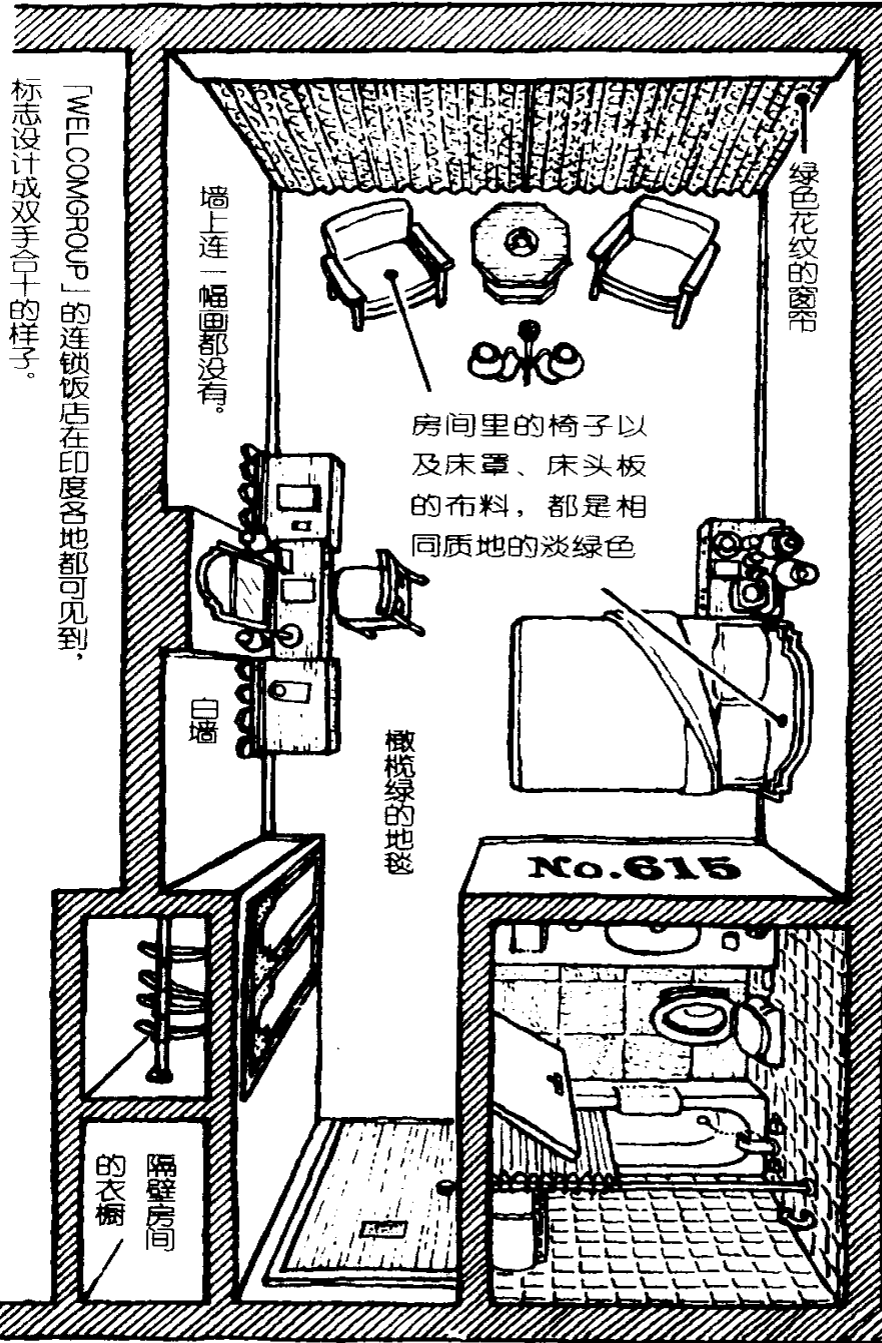 绿色花纹的窗帘
墙上连一幅画都没有。
「WELCOMGROUP」的连锁饭店在印度各地都可见到，
标志设计成双手合十的样子。
房间里的椅子以
及床罩、床头板
的布料，都是相
同质地的淡绿色
白墙
橄榄绿的地毯
No.615
隔壁房间
的衣橱